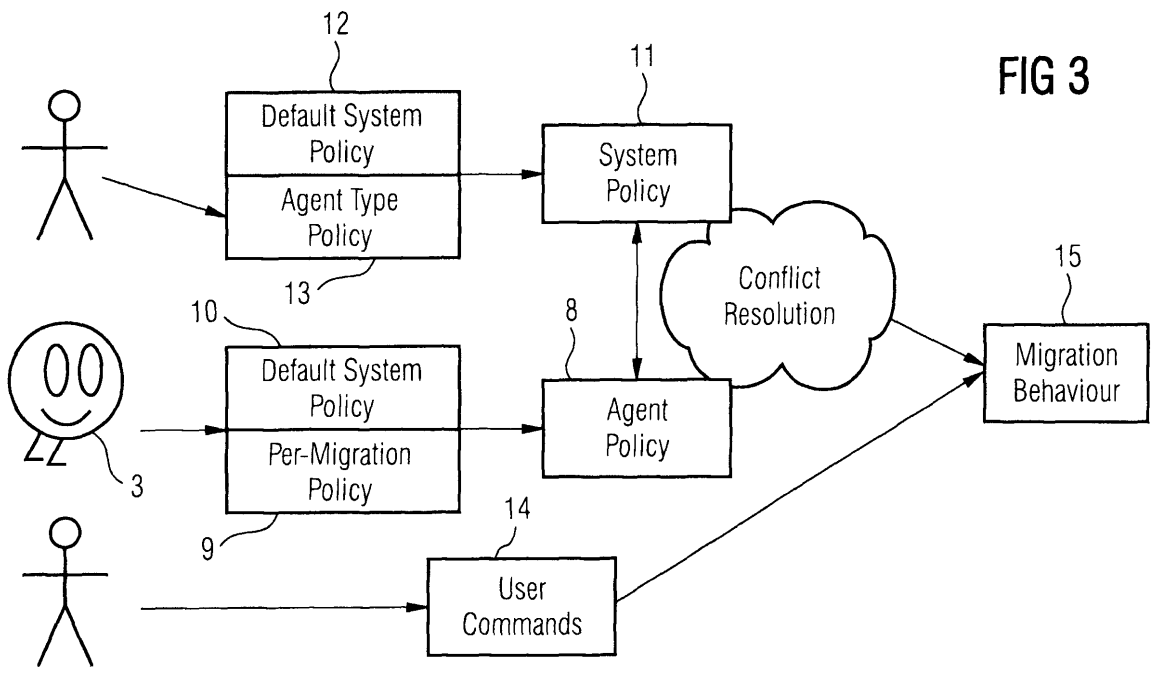 FIG 3
12
Default System
Policy
Agent Type
Policy
13
11
System
Policy
Conflict
Resolution
15
Migration
Behaviour
10
Default System
Policy
Per-Migration
Policy
9
8
Agent
Policy
3
14
User
Commands